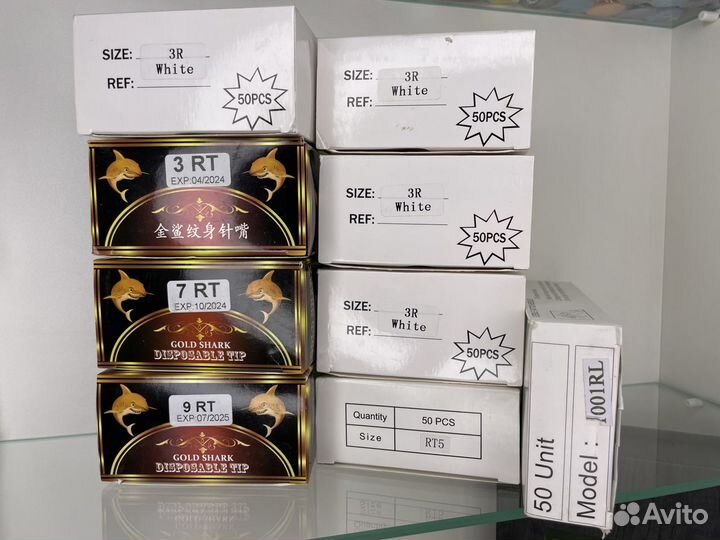 SIZE: 3R
White
REF:
50PCS
3 RT
EXP:04/2024
金鲨纹身针嘴
7 RT
EXP:10/2024
GOLD SHARK
DISPOSABLE TIP
9 RT
EXP:07/2025
GOLD SHARK
DISPOSABLE TIP
SIZE: 3R
White
REF:
50PCS
SIZE: 3R
White
REF:
50PCS
SIZE: 3R
White
REF:
50PCS
Quantity 50 PCS
Size RT5
50 Unit
Model: 1001RL
Avito